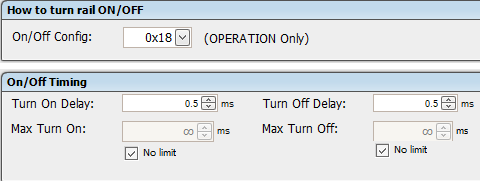 How to turn rail ON/OFF
On/Off Config: 0x18 (OPERATION Only)
On/Off Timing
Turn On Delay: 0.5 ms Turn Off Delay: 0.5 ms
Max Turn On: ∞ ms Max Turn Off: ∞ ms
No limit No limit